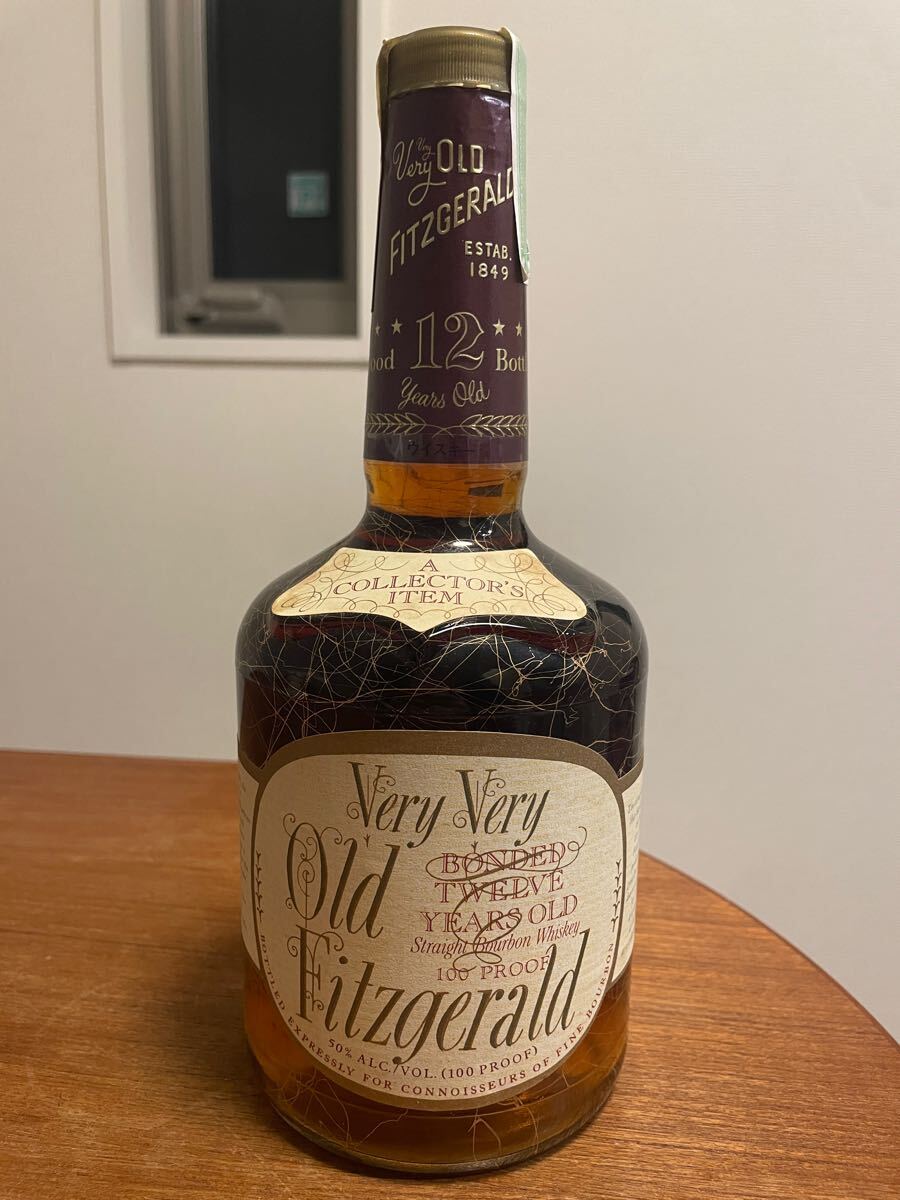 Very Very OLD
FITZGERALD
ESTAB.
1849
12
Years Old
ウイスキー
A
COLLECTOR'S
ITEM
Very Very
Old
BONDED
TWELVE
YEARS OLD
Straight Bourbon Whiskey
100 PROOF
Fitzgerald
50% ALC./VOL. (100 PROOF)
BOTTLED EXPRESSLY FOR CONNOISSEURS OF FINE BOURBON